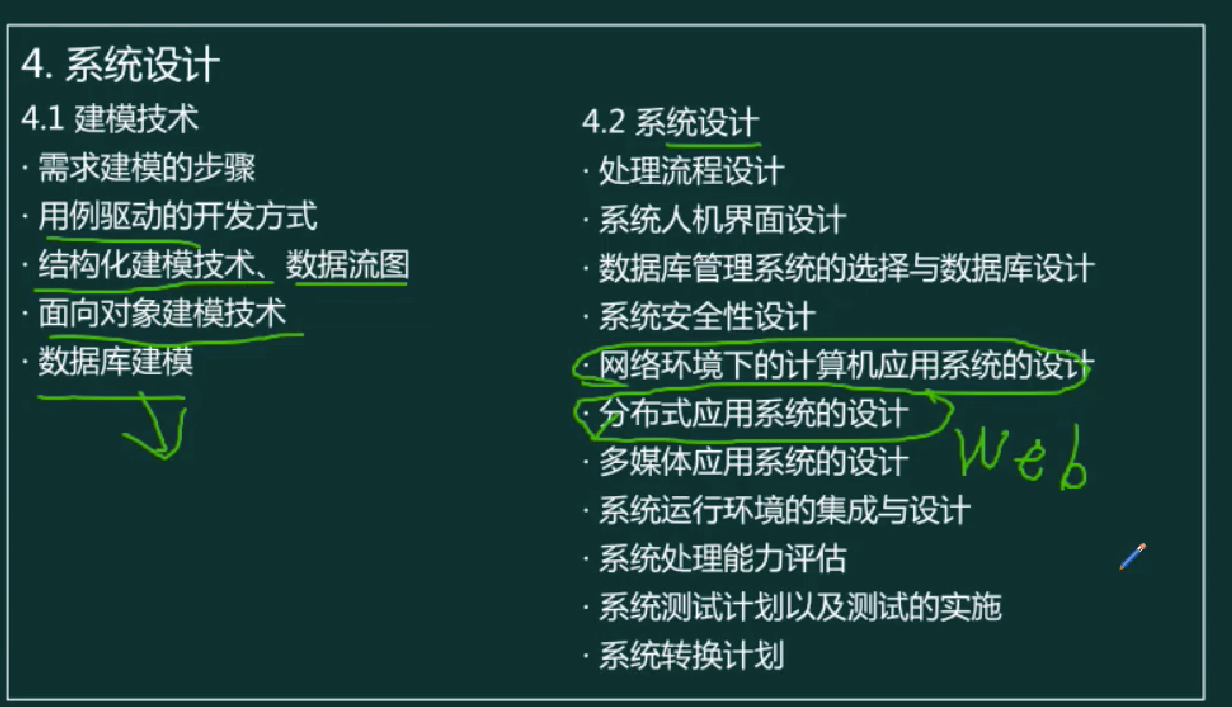 4. 系统设计
4.1 建模技术
· 需求建模的步骤
· 用例驱动的开发方式
· 结构化建模技术、数据流图
· 面向对象建模技术
· 数据库建模
4.2 系统设计
· 处理流程设计
· 系统人机界面设计
· 数据库管理系统的选择与数据库设计
· 系统安全性设计
· 网络环境下的计算机应用系统的设计
· 分布式应用系统的设计
Web
· 多媒体应用系统的设计
· 系统运行环境的集成与设计
· 系统处理能力评估
· 系统测试计划以及测试的实施
· 系统转换计划